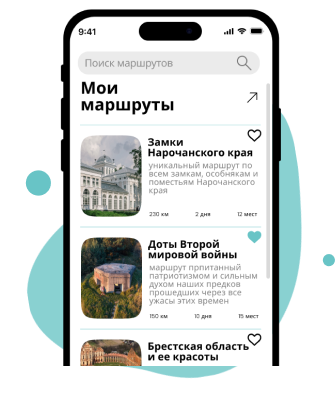 9:41
Поиск маршрутов
Мои
маршруты
Замки
Нарочанского края
уникальный маршрут по
всем замкам, особнякам и
поместьям Нарочанского
края
230 км 2 дня 12 мест
Доты Второй
мировой войны
маршрут прпитанный
патриотизмом и сильным
духом наших предков
прошедших через все
ужасы этих времен
150 км 10 дня 15 мест
Брестская область
и ее красоты